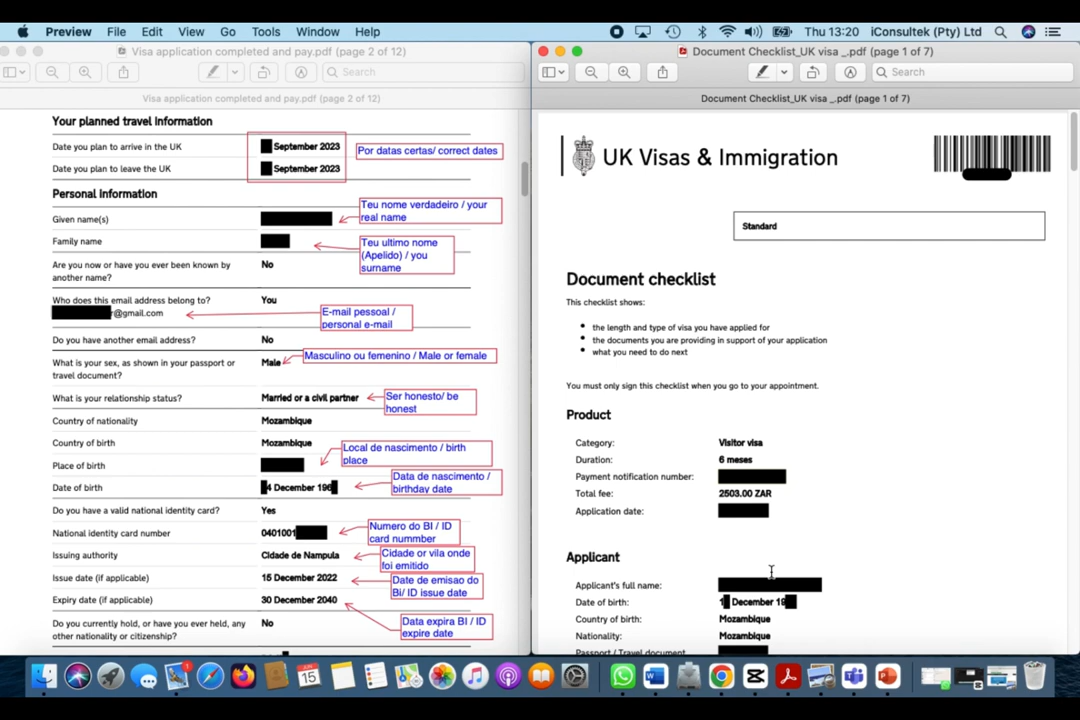 Preview File Edit View Go Tools Window Help Thu 13:20 iConsultek (Pty) Ltd
Visa application completed and pay.pdf (page 2 of 12)
Search
Visa application completed and pay.pdf (page 2 of 12)
Your planned travel Information
Date you plan to arrive in the UK September 2023
Por datas certas/ correct dates
Date you plan to leave the UK September 2023
Personal Information
Given name(s)
Teu nome verdadeiro / your
real name
Family name
Teu ultimo nome
(Apelido) / you
surname
Are you now or have you ever been known by
another name?
No
Who does this email address belong to?
r@gmail.com
You
E-mail pessoal /
personal e-mail
Do you have another email address? No
What is your sex, as shown in your passport or
travel document?
Male
Masculino ou femenino / Male or female
What is your relationship status? Married or a civil partner
Ser honesto/ be
honest
Country of nationality Mozambique
Country of birth Mozambique
Place of birth
Local de nascimento / birth
place
Date of birth 4 December 196
Data de nascimento /
birthday date
Do you have a valid national identity card? Yes
National identity card number 0401001
Numero do BI / ID
card nummber
Issuing authority Cidade de Nampula
Cidade or vila onde
foi emitido
Issue date (if applicable) 15 December 2022
Date de emisao do
Bi/ ID issue date
Expiry date (if applicable) 30 December 2040
Data expira BI / ID
expire date
Do you currently hold, or have you ever held, any
other nationality or citizenship?
No
Document Checklist_UK visa _.pdf (page 1 of 7)
Search
Document Checklist_UK visa _.pdf (page 1 of 7)
UK Visas & Immigration
Standard
Document checklist
This checklist shows:
• the length and type of visa you have applied for
• the documents you are providing in support of your application
• what you need to do next
You must only sign this checklist when you go to your appointment.
Product
Category: Visitor visa
Duration: 6 meses
Payment notification number:
Total fee: 2503.00 ZAR
Application date:
Applicant
Applicant's full name:
Date of birth: 1 December 19
Country of birth: Mozambique
Nationality: Mozambique
Passport / Travel document
JUN
15